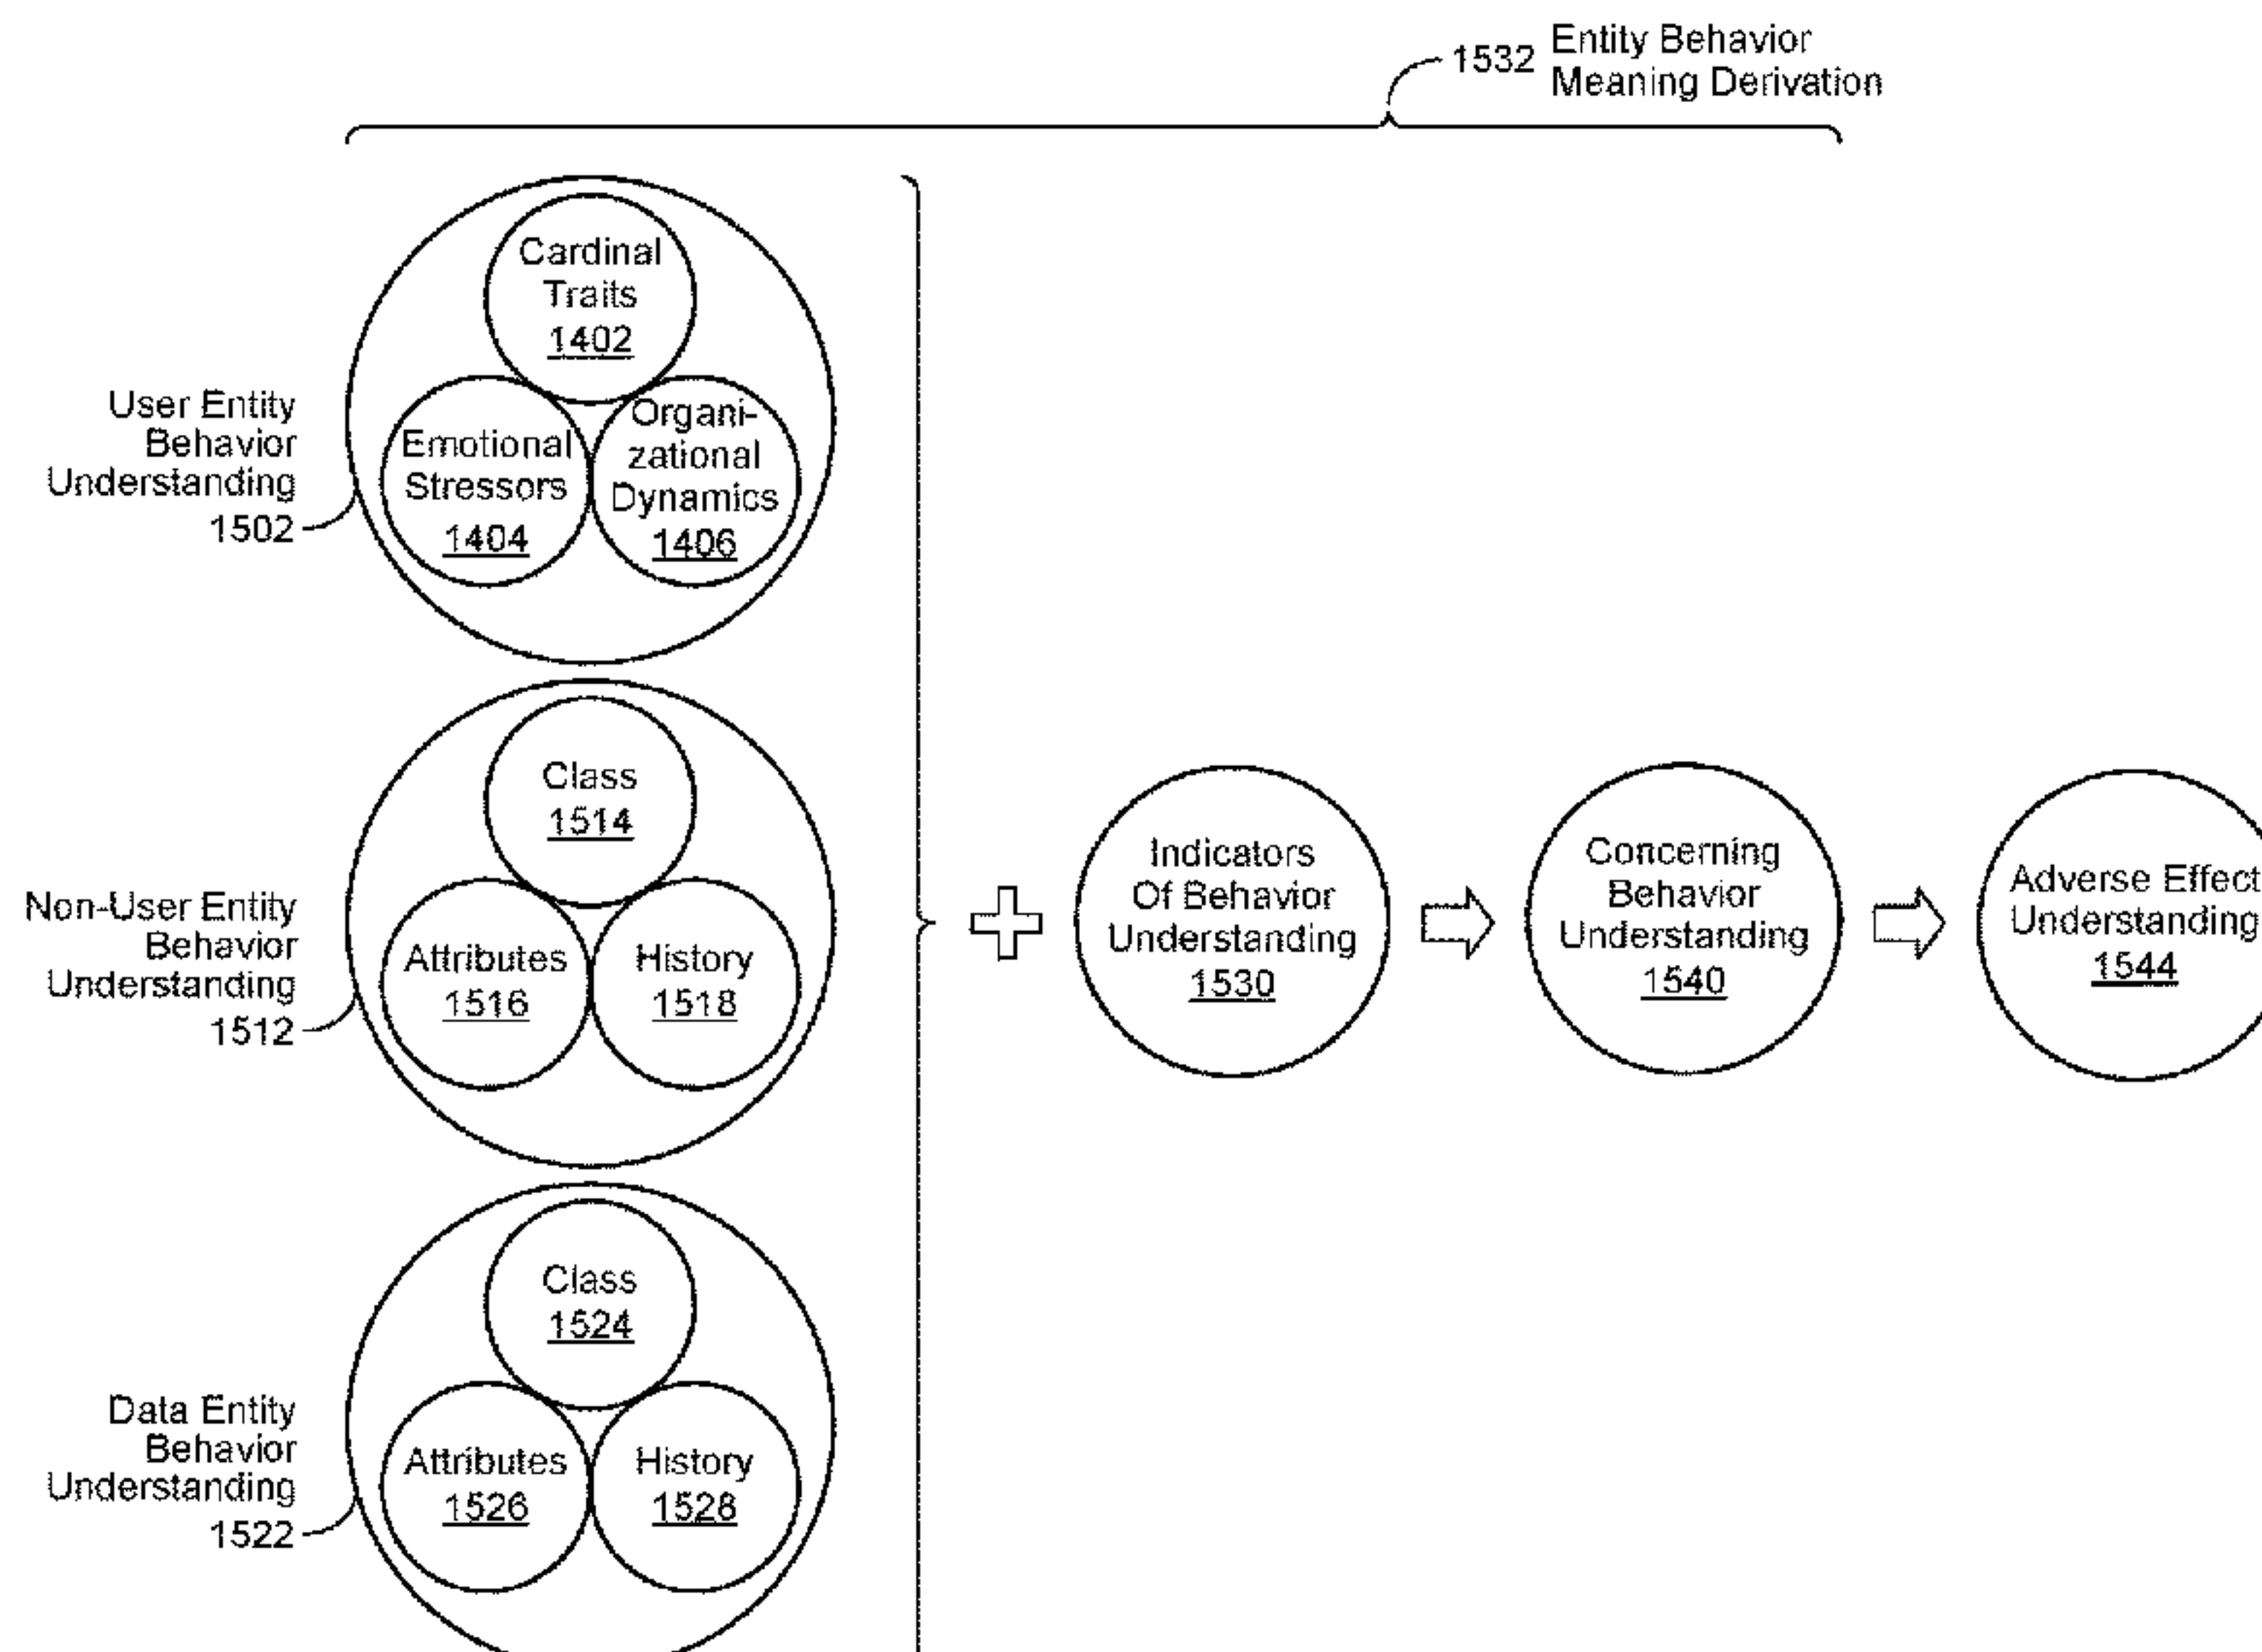 1532
Entity Behavior
Meaning Derivation
Cardinal
Traits
1402
User Entity
Behavior
Understanding
1502
Emotional
Stressors
1404
Organi-
zational
Dynamics
1406
Class
1514
Non-User Entity
Behavior
Understanding
1512
Attributes
1516
History
1518
Indicators
Of Behavior
Understanding
1530
Concerning
Behavior
Understanding
1540
Adverse Effect
Understanding
1544
Class
1524
Data Entity
Behavior
Understanding
1522
Attributes
1526
History
1528